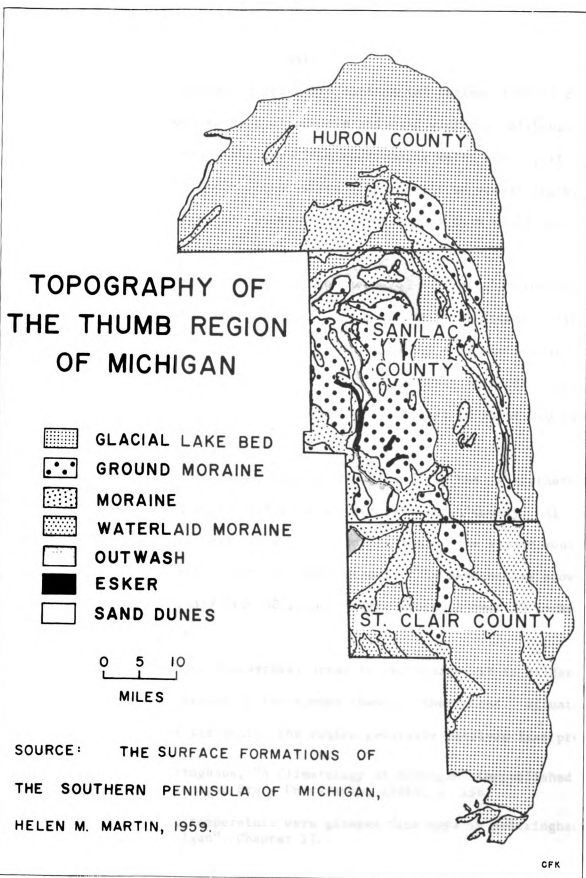 HURON COUNTY
TOPOGRAPHY OF
THE THUMB REGION
OF MICHIGAN
SANILAC
COUNTY
GLACIAL LAKE BED
GROUND MORAINE
MORAINE
WATERLAID MORAINE
OUTWASH
ESKER
SAND DUNES
ST. CLAIR COUNTY
0 5 10
MILES
SOURCE: THE SURFACE FORMATIONS OF
THE SOUTHERN PENINSULA OF MICHIGAN,
HELEN M. MARTIN, 1959.
CFK